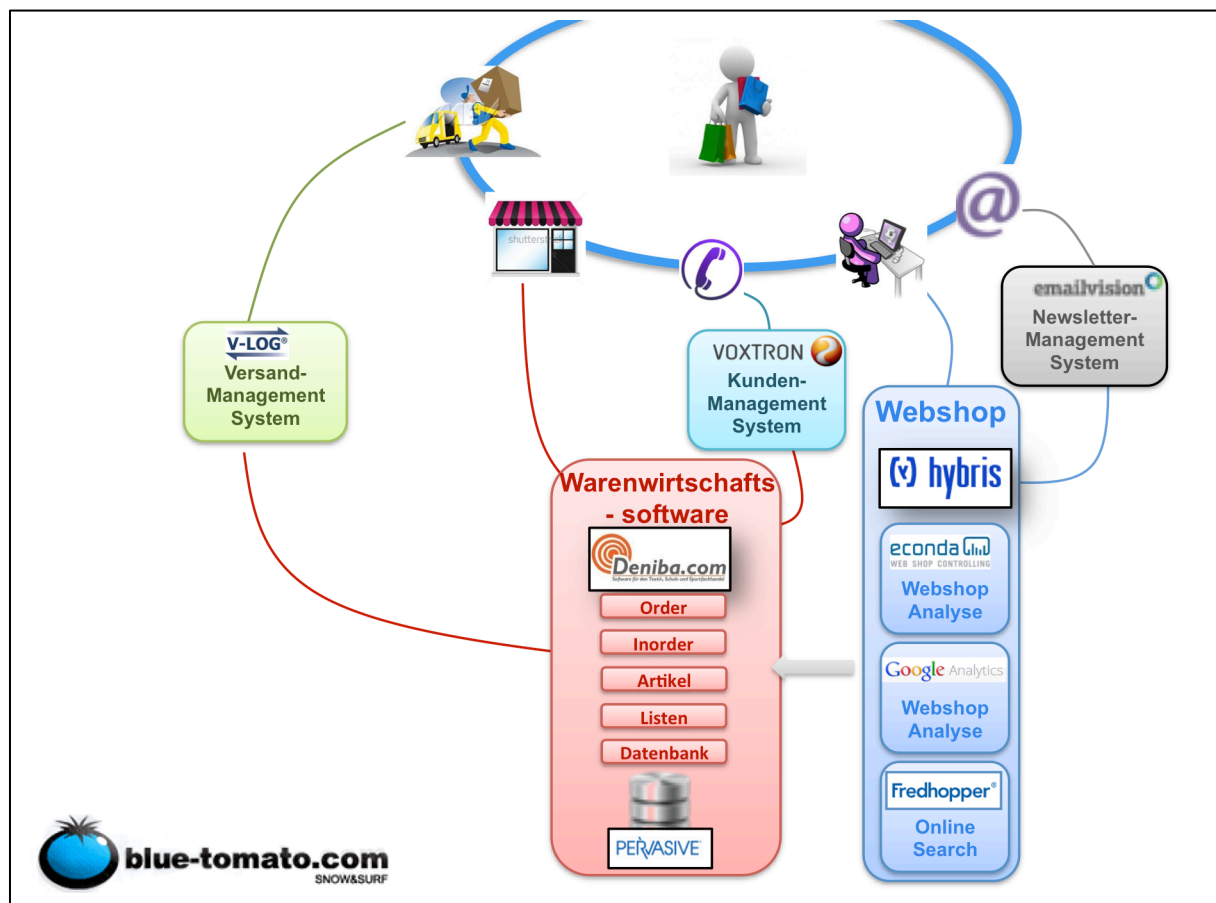 shutterst
@
V-LOG®
Versand-
Management
System
VOXTRON
Kunden-
Management
System
emailvision
Newsletter-
Management
System
Warenwirtschafts
- software
Deniba.com
Software für den Textil, Schuh- und Sportfachhandel
Order
Inorder
Artikel
Listen
Datenbank
PERVASIVE
Webshop
(y) hybris
econda
WEB SHOP CONTROLLING
Webshop
Analyse
Google Analytics
Webshop
Analyse
Fredhopper®
Online
Search
blue-tomato.com
SNOW&SURF